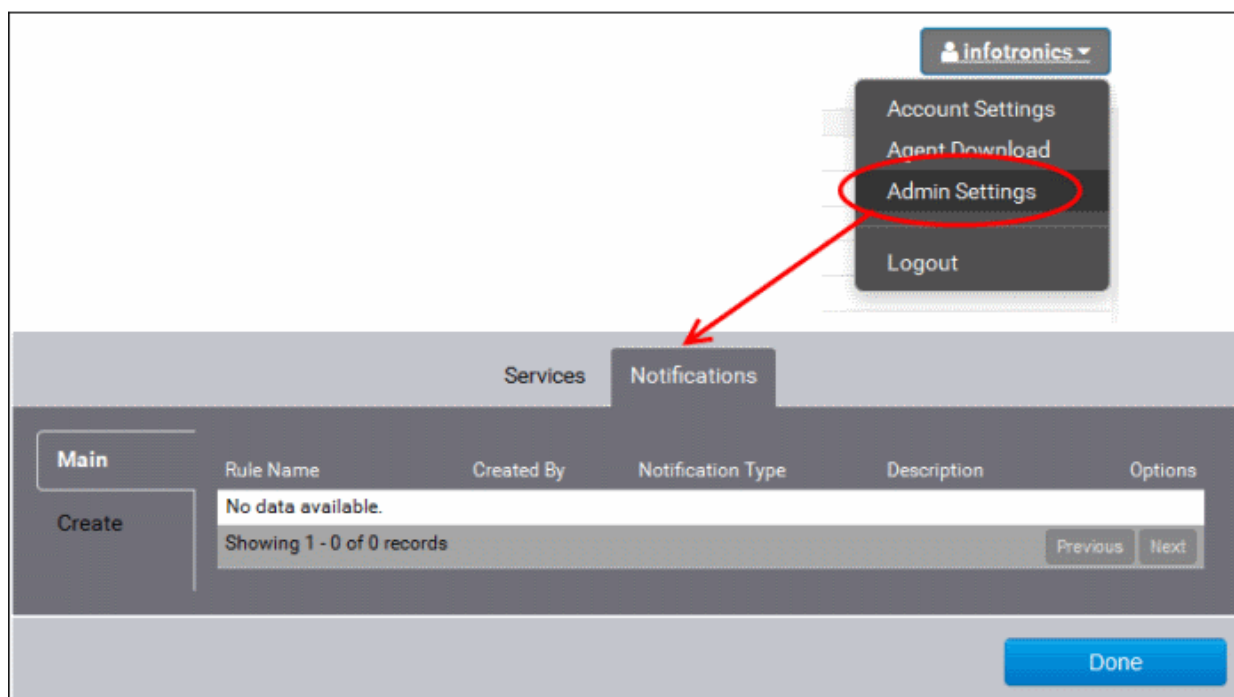 infotronics
Account Settings
Agent Download
Admin Settings
Logout
Services Notifications
Main
Create
Rule Name Created By Notification Type Description Options
No data available.
Showing 1 - 0 of 0 records Previous Next
Done